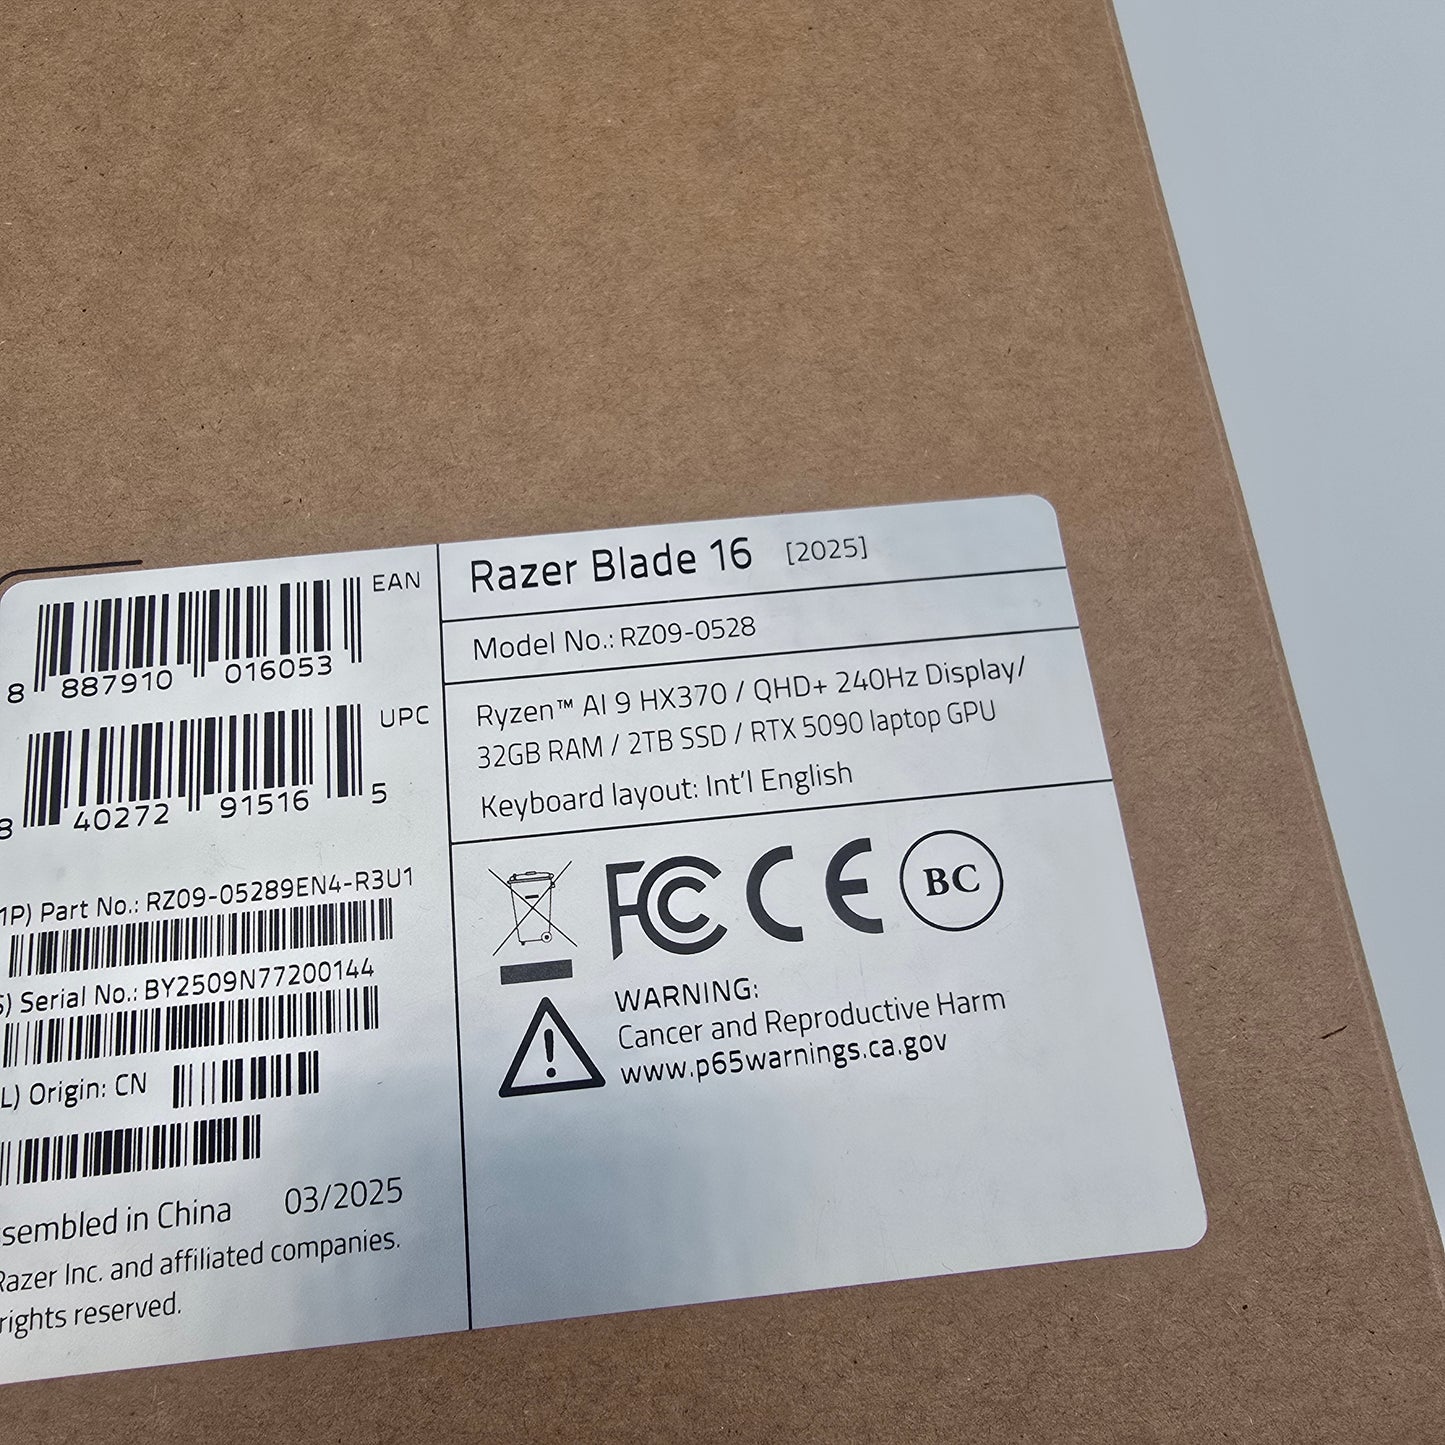 EAN
8 887910 016053
UPC
8 40272 91516 5
1P) Part No.: RZ09-05289EN4-R3U1
S) Serial No.: BY2509N77200144
L) Origin: CN
ssembled in China 03/2025
Razer Inc. and affiliated companies.
rights reserved.
Razer Blade 16 [2025]
Model No.: RZ09-0528
Ryzen™ AI 9 HX370 / QHD+ 240Hz Display/
32GB RAM / 2TB SSD / RTX 5090 laptop GPU
Keyboard layout: Int'l English
FC CE BC
WARNING:
Cancer and Reproductive Harm
www.p65warnings.ca.gov